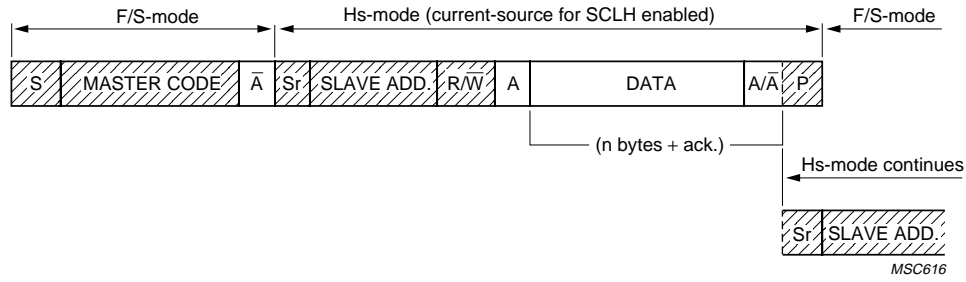 F/S-mode Hs-mode (current-source for SCLH enabled) F/S-mode
S MASTER CODE A̅ Sr SLAVE ADD. R/W̅ A DATA A/A̅ P
(n bytes + ack.)
Hs-mode continues
Sr SLAVE ADD.
MSC616